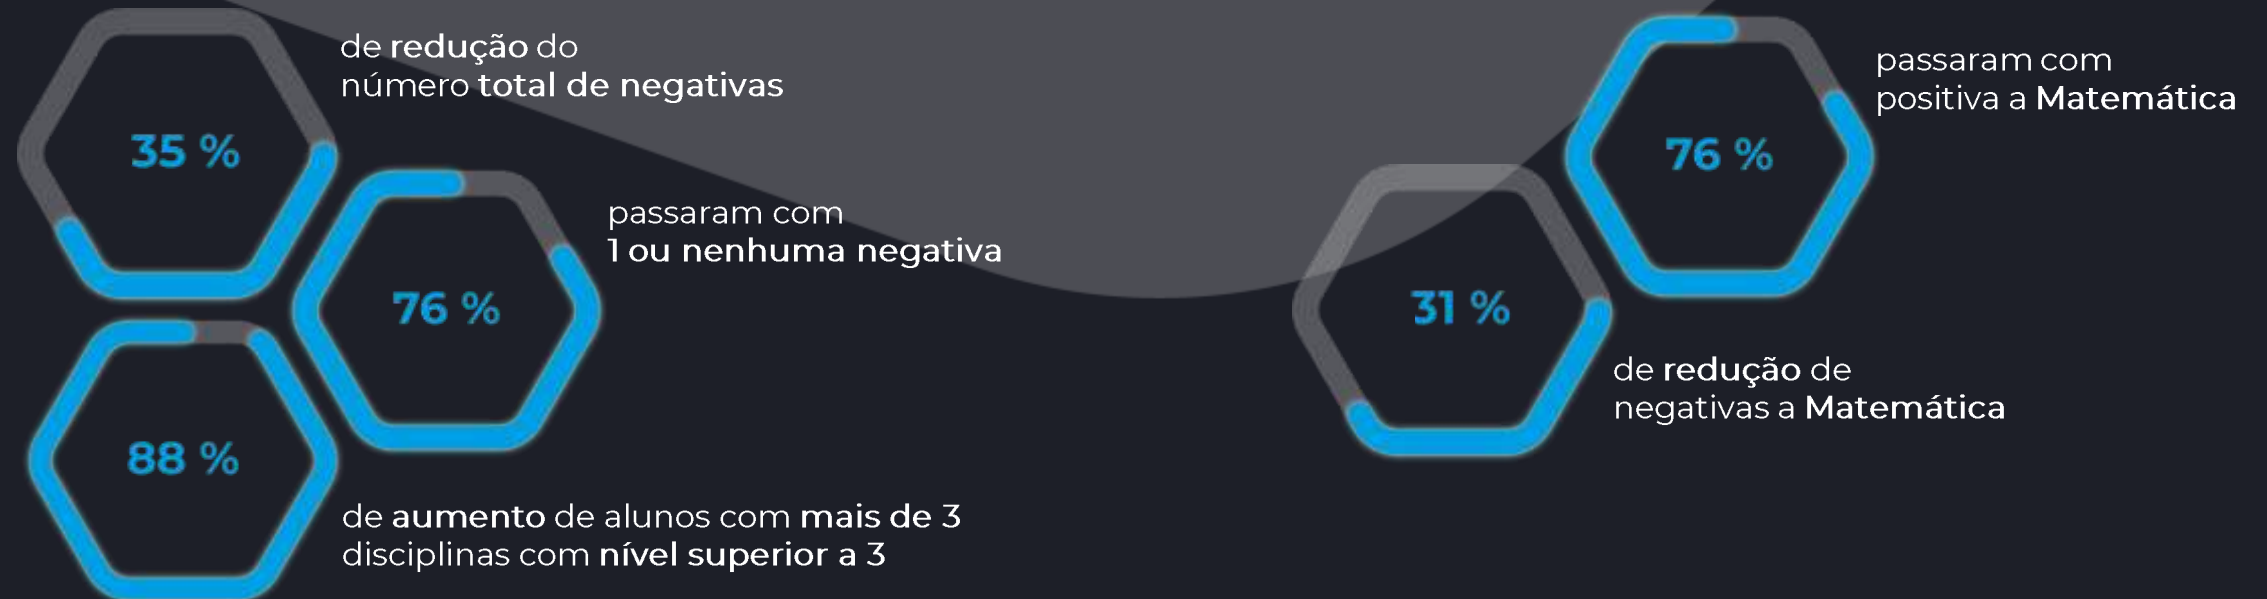 35 %
de redução do
número total de negativas
76 %
passaram com
1 ou nenhuma negativa
88 %
de aumento de alunos com mais de 3
disciplinas com nível superior a 3
76 %
passaram com
positiva a Matemática
31 %
de redução de
negativas a Matemática